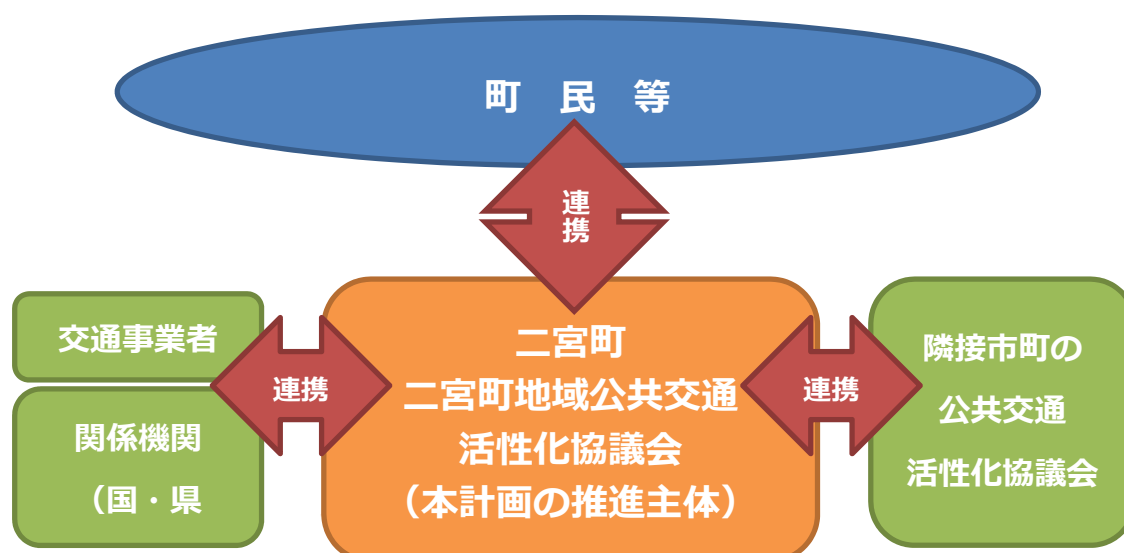 町　民　等
連
携
交通事業者
関係機関
（国・県
連携
二宮町
二宮町地域公共交通
活性化協議会
（本計画の推進主体）
連携
隣接市町の
公共交通
活性化協議会